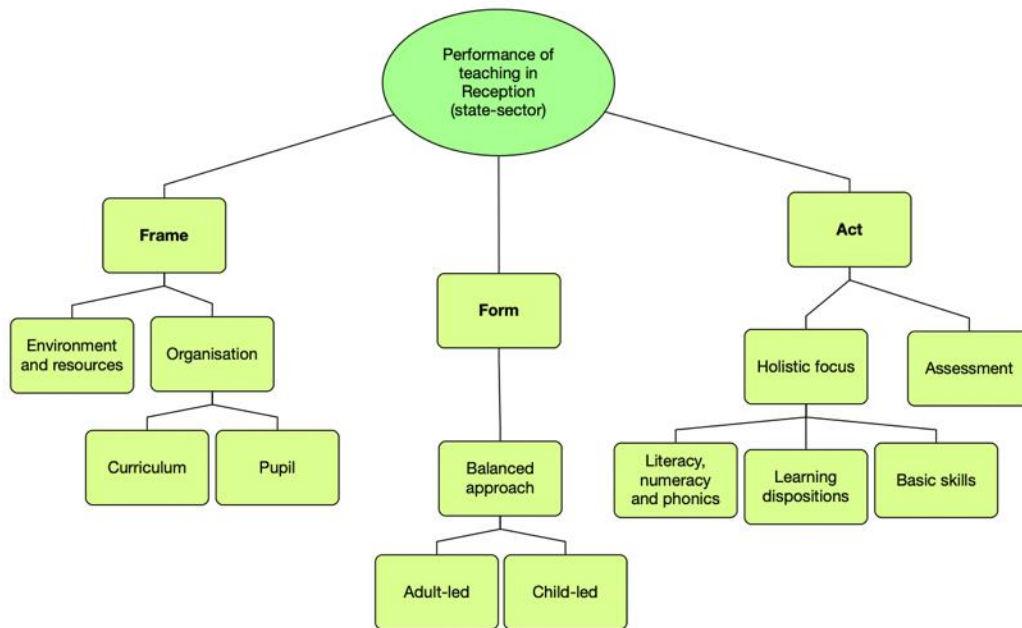 Performance of
teaching in
Reception
(state-sector)
Frame
Act
Form
Environment
and resources
Organisation
Holistic focus
Assessment
Curriculum
Pupil
Balanced
approach
Literacy,
numeracy
and phonics
Learning
dispositions
Basic skills
Adult-led
Child-led